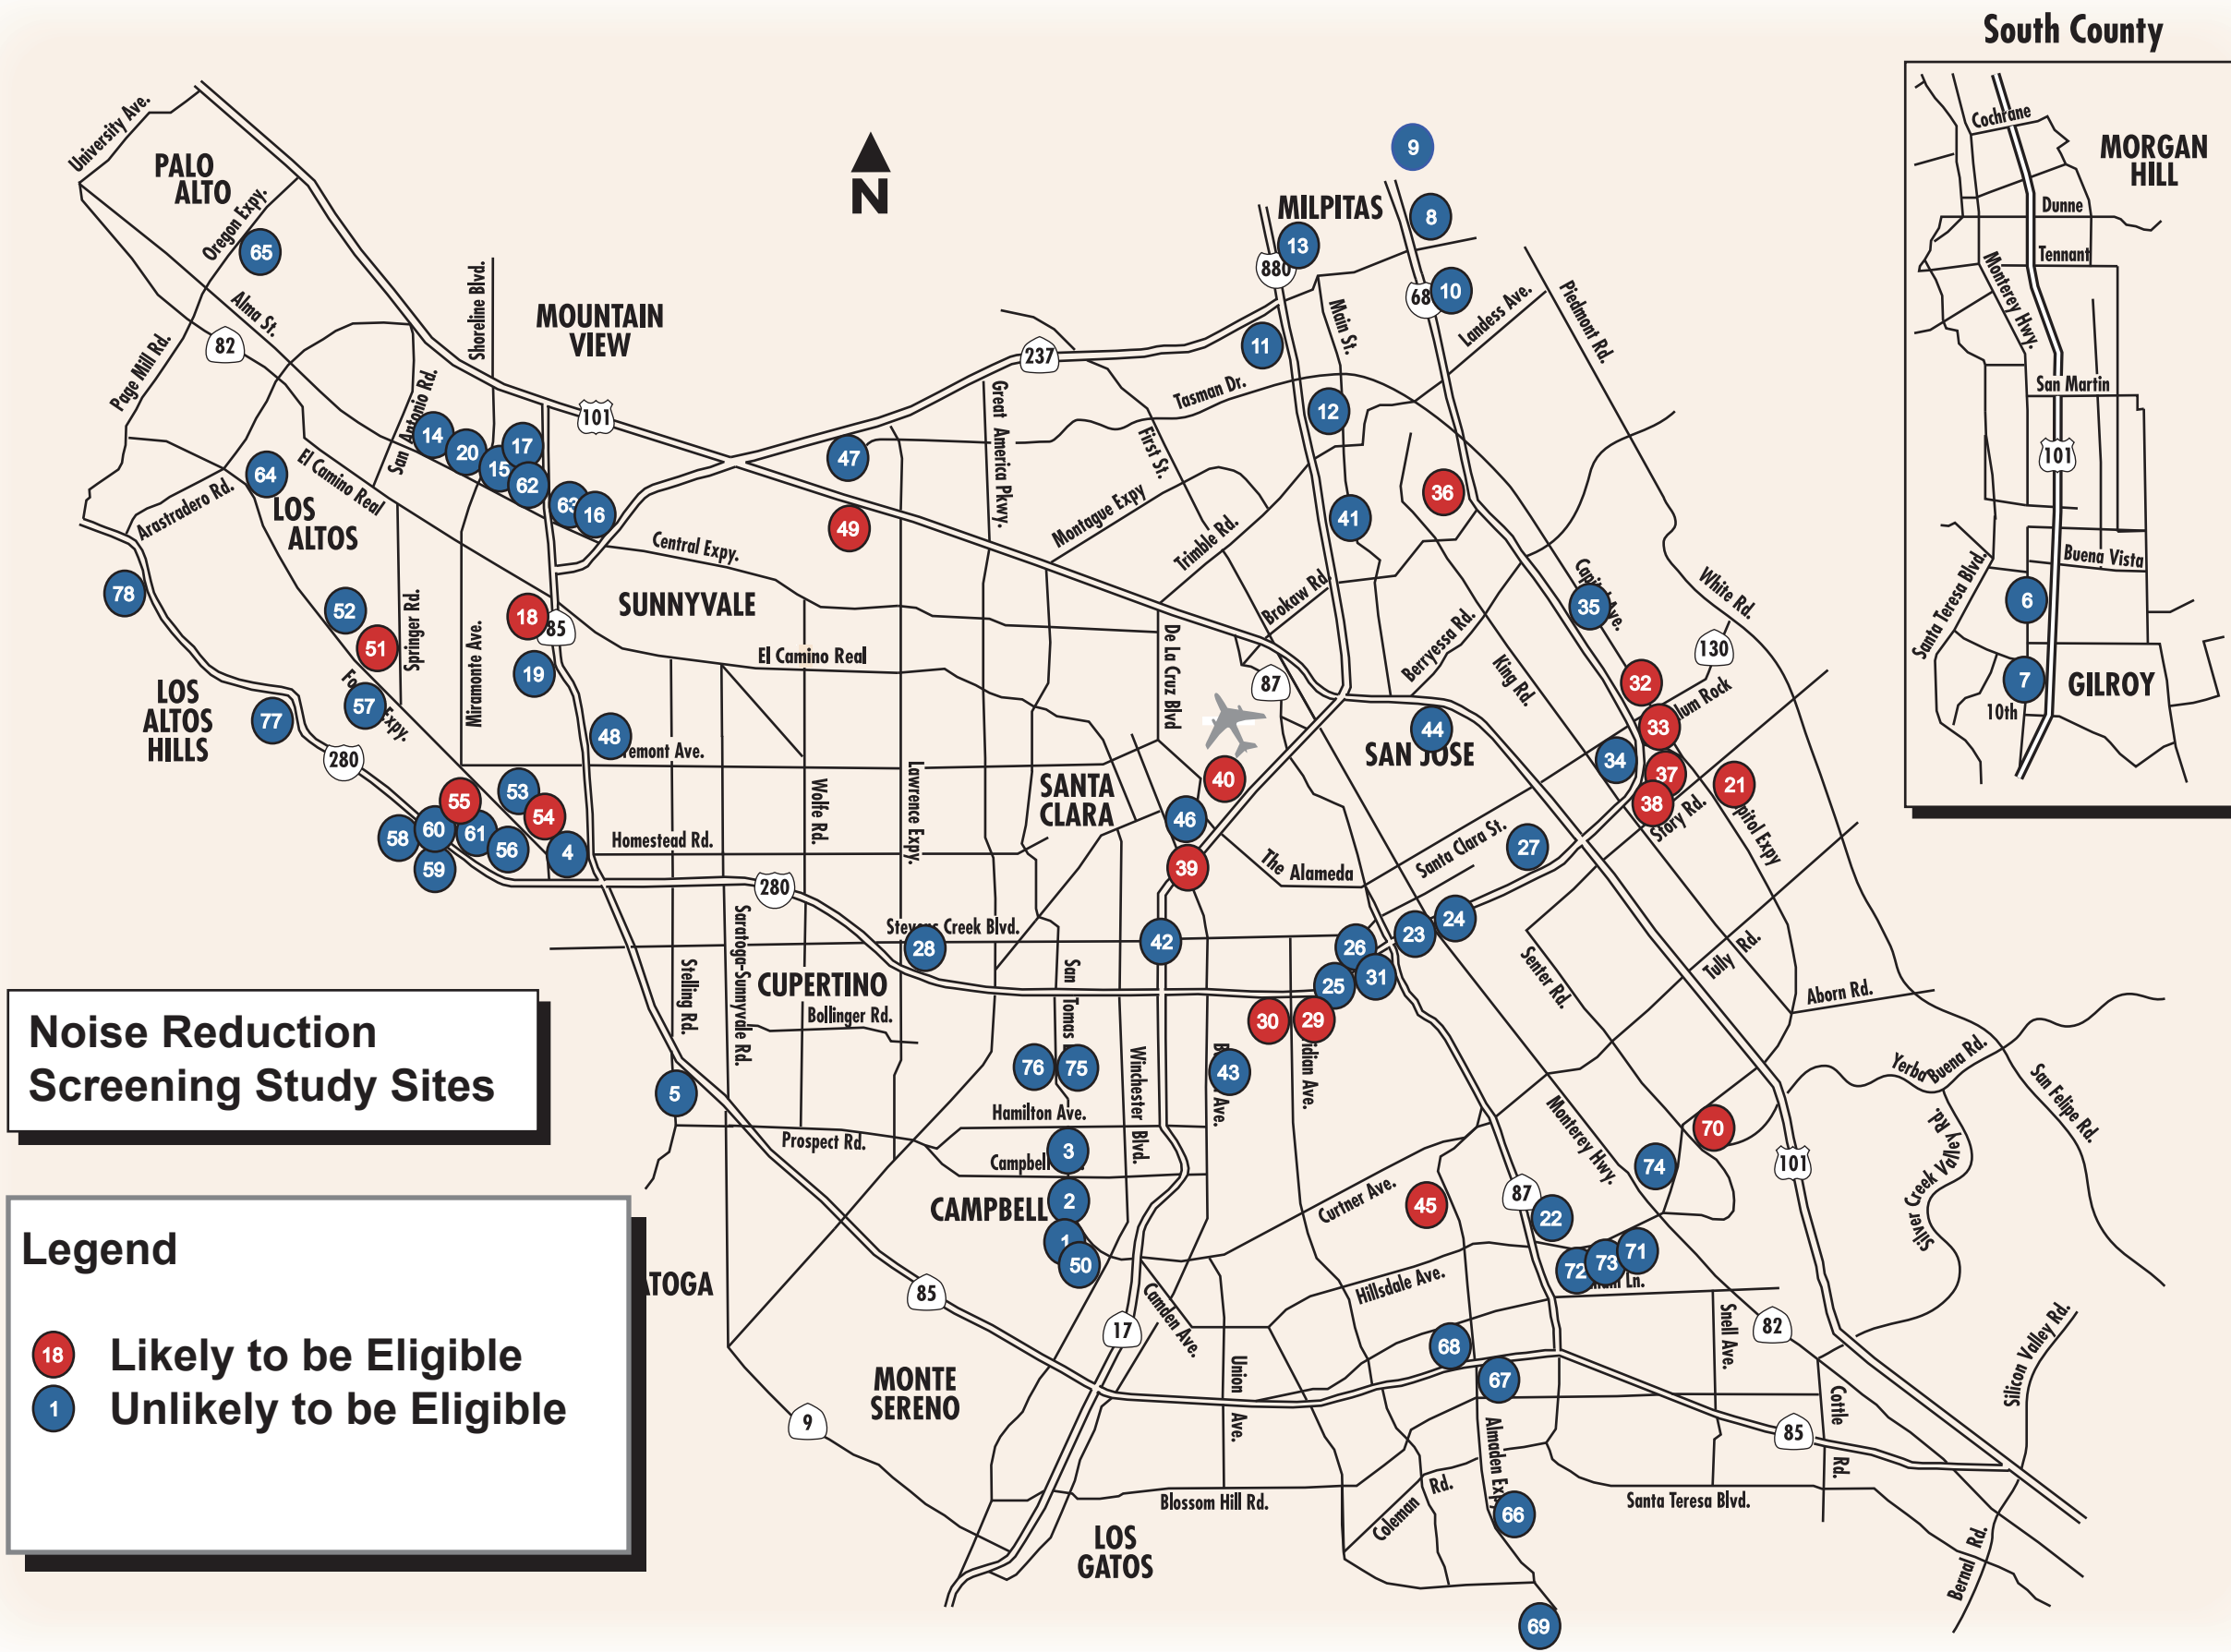 South County
Cochrane
MORGAN
HILL
Dunne
Tennant
Monterey Hwy.
San Martin
101
Buena Vista
Santa Teresa Blvd.
6
7
GILROY
10th
University Ave.
PALO
ALTO
Oregon Expy.
65
Alma St.
82
Page Mill Rd.
Shoreline Blvd.
MOUNTAIN
VIEW
N
9
MILPITAS
8
13
880
68
10
Landess Ave.
Piedmont Rd.
Main St.
11
237
Tasman Dr.
12
101
San Antonio Rd.
14
20
15
17
62
63
16
64
El Camino Real
Arastradero Rd.
LOS
ALTOS
47
49
Great America Pkwy.
First St.
Montague Expy
Trimble Rd.
36
41
Central Expy.
78
52
51
Springer Rd.
18
85
19
SUNNYVALE
El Camino Real
Miramonte Ave.
De La Cruz Blvd
Brokaw Rd.
Berryessa Rd.
King Rd.
35
White Rd.
130
87
32
33
lum Rock
34
37
38
21
Story Rd.
pitol Expy
44
SAN JOSE
LOS
ALTOS
HILLS
77
57
Expy.
280
48
emont Ave.
Wolfe Rd.
Lawrence Expy.
SANTA
CLARA
40
46
39
The Alameda
Santa Clara St.
27
55
53
54
58
60
61
56
4
59
Homestead Rd.
280
Stevens Creek Blvd.
28
42
26
23
24
25
31
30
29
Stelling Rd.
Saratoga-Sunnyvale Rd.
CUPERTINO
Bollinger Rd.
San Tomas
Senter Rd.
Tully Rd.
Aborn Rd.
Yerba Buena Rd.
San Felipe Rd.
Silver Creek Valley Rd.
Noise Reduction
Screening Study Sites
5
76
75
43
Winchester Blvd.
Ave.
idian Ave.
Hamilton Ave.
Prospect Rd.
3
Campbell
2
CAMPBELL
1
50
Monterey Hwy.
70
74
101
Curtner Ave.
45
87
22
72
73
71
Ln.
Hillsdale Ave.
Legend
18 Likely to be Eligible
1 Unlikely to be Eligible
ATOGA
85
17
Camden Ave.
MONTE
SERENO
9
Union Ave.
68
67
Snell Ave.
82
Cottle Rd.
85
Silicon Valley Rd.
Almaden Exp
Blossom Hill Rd.
Coleman Rd.
66
Santa Teresa Blvd.
Bernal Rd.
LOS
GATOS
69